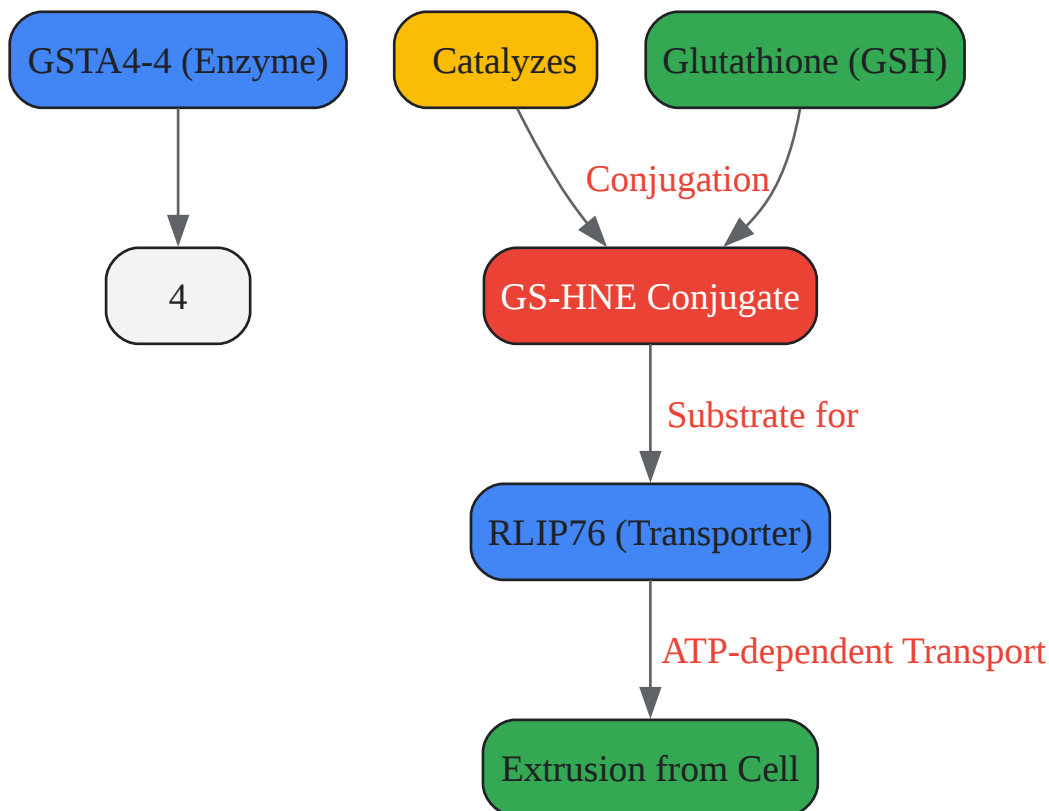 GSTA4-4 (Enzyme)
Catalyzes
Glutathione (GSH)
Conjugation
4
GS-HNE Conjugate
Substrate for
RLIP76 (Transporter)
ATP-dependent Transport
Extrusion from Cell